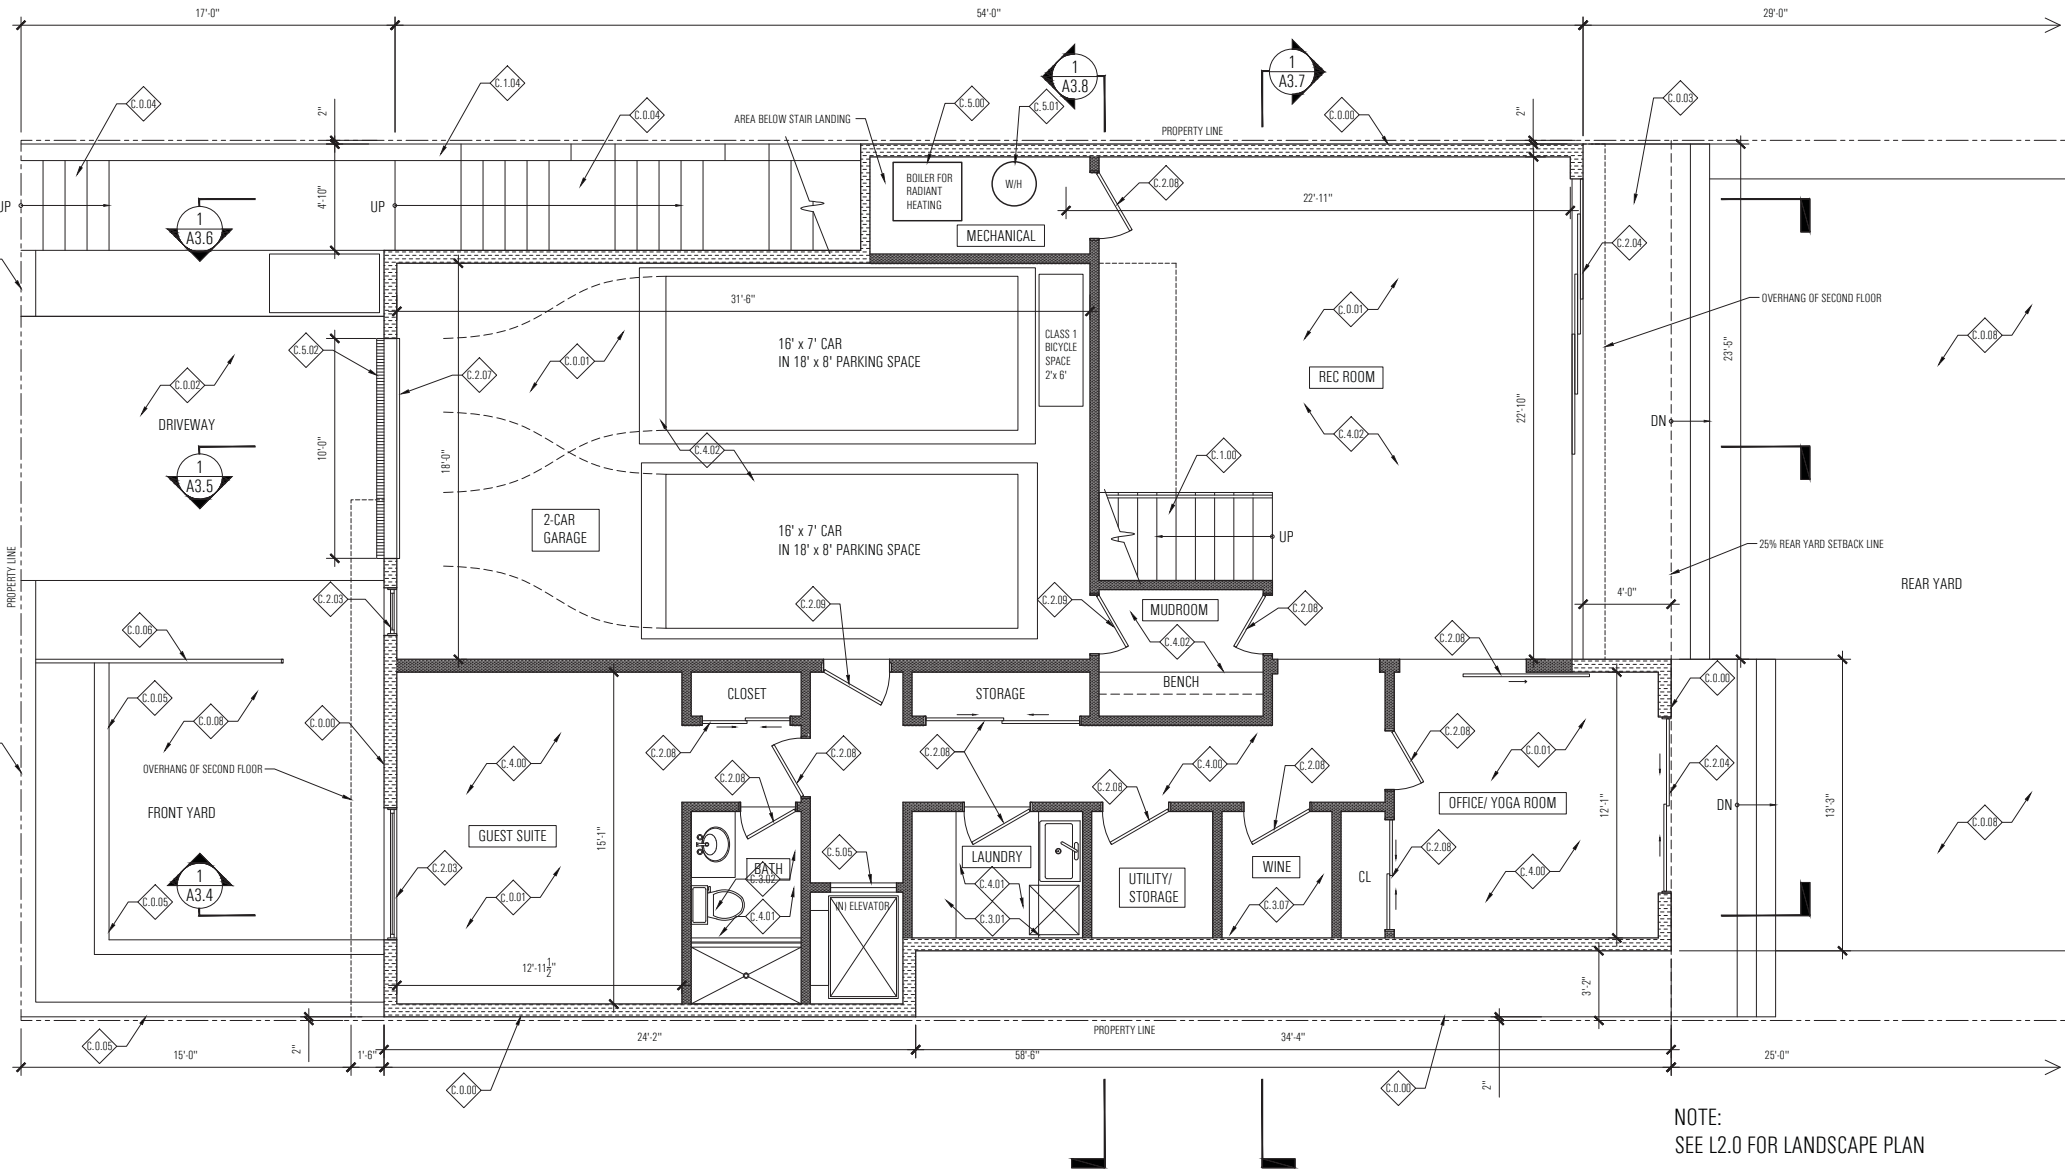 17'-0"
54'-0"
29'-0"
1
A3.8
1
A3.7
C.0.04
C.1.04
C.0.04
C.5.00
C.5.01
C.0.00
C.0.03
2"
2"
AREA BELOW STAIR LANDING
PROPERTY LINE
4'-10"
UP
UP
1
A3.6
BOILER FOR
RADIANT
HEATING
W/H
C.2.08
MECHANICAL
22'-11"
C.2.04
OVERHANG OF SECOND FLOOR
31'-6"
C.0.01
C.5.02
C.2.07
C.0.01
16' x 7' CAR
IN 18' x 8' PARKING SPACE
CLASS 1
BICYCLE
SPACE
2'x 6'
REC ROOM
23'-5"
C.0.08
C.0.02
DRIVEWAY
10'-0"
18'-0"
C.4.02
C.4.02
22'-10"
DN
C.1.00
1
A3.5
2-CAR
GARAGE
16' x 7' CAR
IN 18' x 8' PARKING SPACE
UP
25% REAR YARD SETBACK LINE
PROPERTY LINE
REAR YARD
C.2.03
C.2.09
C.2.09
MUDROOM
C.2.08
4'-0"
C.0.06
C.4.02
C.2.08
BENCH
CLOSET
STORAGE
C.0.05
C.0.08
C.0.00
C.0.00
C.2.08
C.2.08
C.2.08
C.2.08
C.4.00
C.2.08
C.2.08
C.0.01
C.2.04
C.4.00
C.2.08
OVERHANG OF SECOND FLOOR
FRONT YARD
GUEST SUITE
15'-1"
OFFICE/ YOGA ROOM
12'-1"
DN
13'-3"
C.0.08
1
A3.4
C.2.03
C.0.05
C.0.01
BATH
C.3.02
C.4.01
C.5.05
(N) ELEVATOR
LAUNDRY
C.4.01
C.3.01
UTILITY/
STORAGE
WINE
C.3.07
CL
C.2.08
C.4.00
12'-11½"
3'-2"
PROPERTY LINE
C.0.05
15'-0"
2"
1'-6"
24'-2"
58'-6"
34'-4"
25'-0"
C.0.00
C.0.00
2"
NOTE:
SEE L2.0 FOR LANDSCAPE PLAN